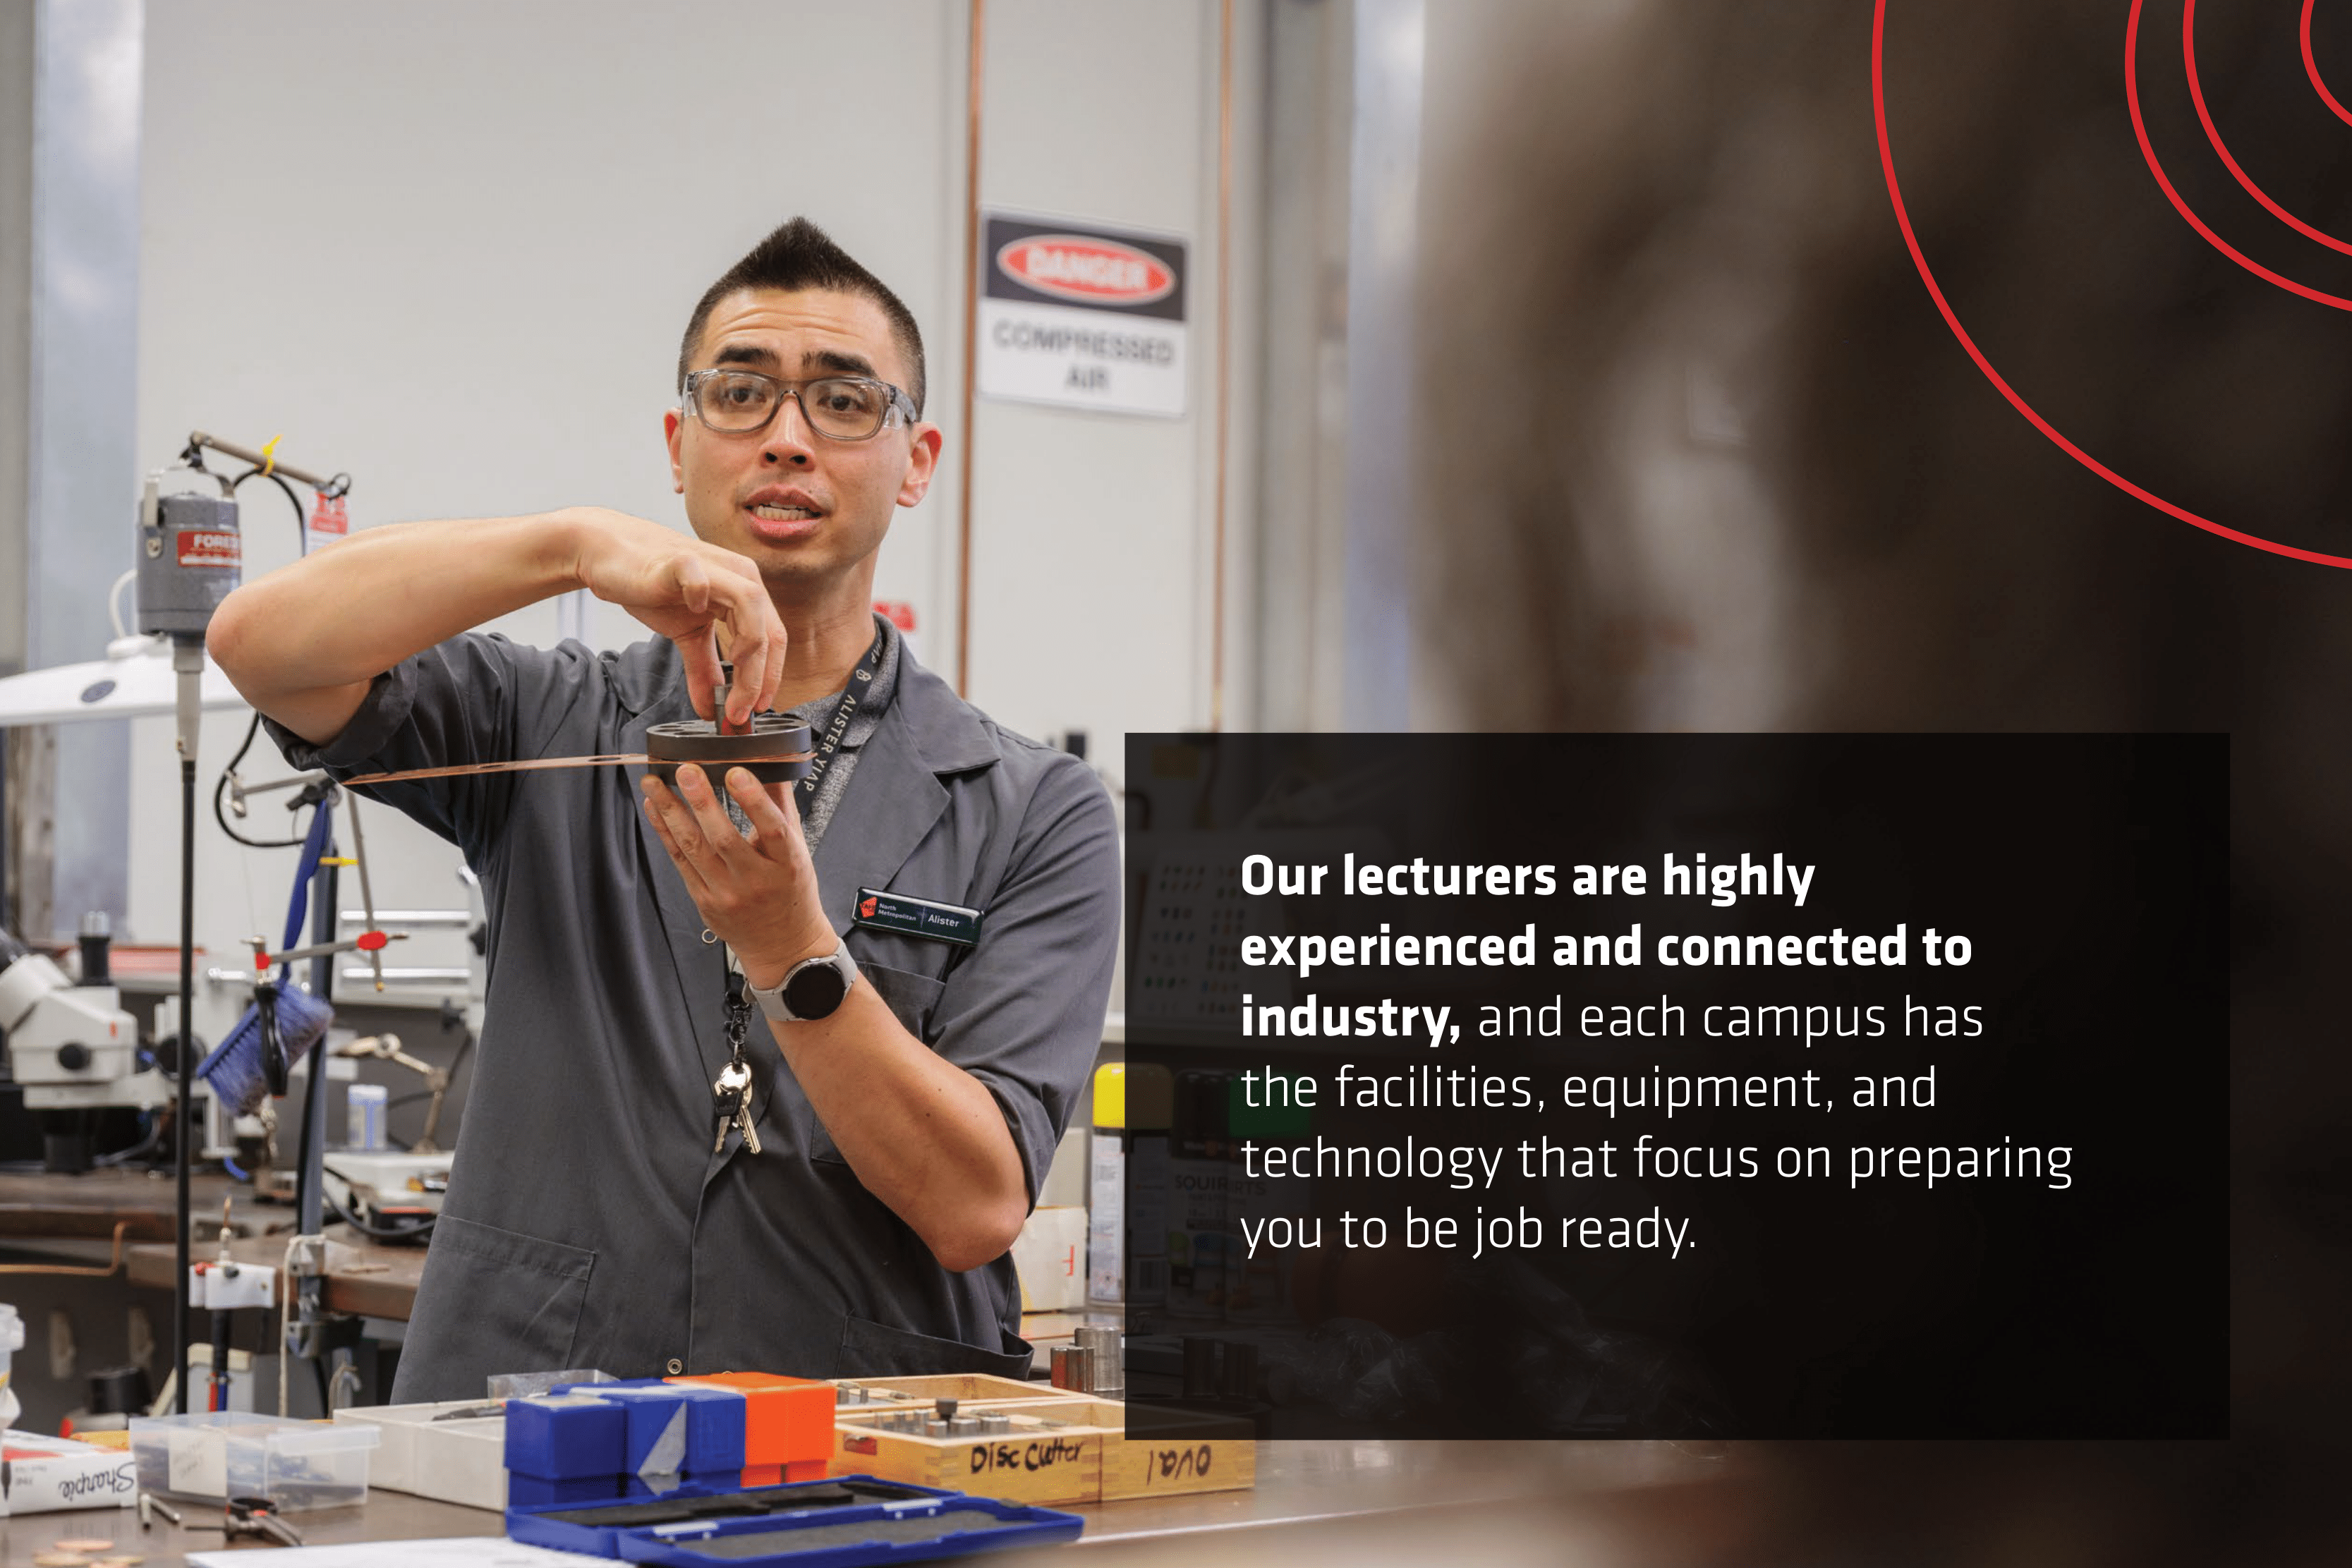 DANGER
COMPRESSED
AIR
ALISTER YIAP
North
Metropolitan
Alister
Our lecturers are highly
experienced and connected to
industry, and each campus has
the facilities, equipment, and
technology that focus on preparing
you to be job ready.
Disc Cutter
OVAL
Sharpie